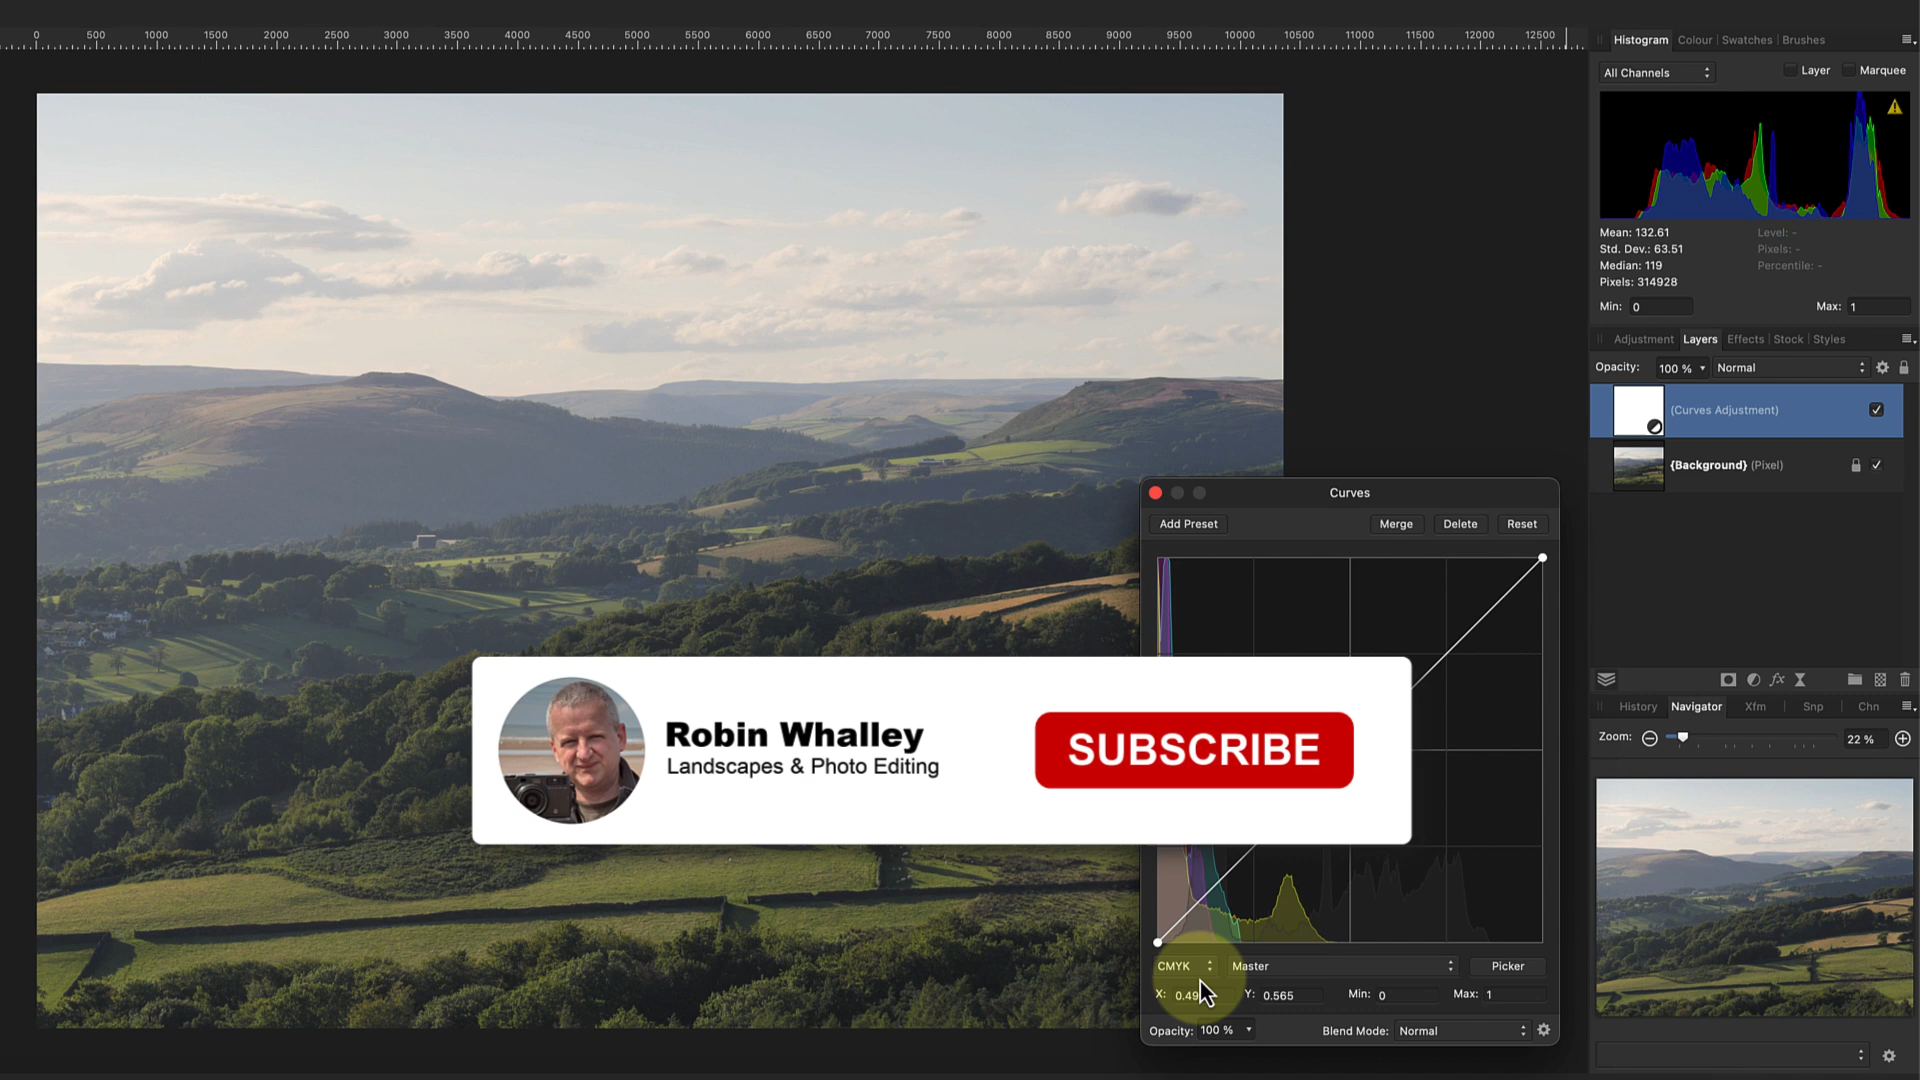 0 500 1000 1500 2000 2500 3000 3500 4000 4500 5000 5500 6000 6500 7000 7500 8000 8500 9000 9500 10000 10500 11000 11500 12000 12500
Histogram Colour Swatches Brushes
All Channels Layer Marquee
Mean: 132.61 Level: -
Std. Dev.: 63.51 Pixels: -
Median: 119 Percentile: -
Pixels: 314928
Min: 0 Max: 1
Adjustment Layers Effects Stock Styles
Opacity: 100 % Normal
(Curves Adjustment)
{Background} (Pixel)
fx
History Navigator Xfm Snp Chn
Zoom: 22 %
Curves
Add Preset Merge Delete Reset
Robin Whalley
Landscapes & Photo Editing
SUBSCRIBE
CMYK Master Picker
X: 0.49 Y: 0.565 Min: 0 Max: 1
Opacity: 100 % Blend Mode: Normal